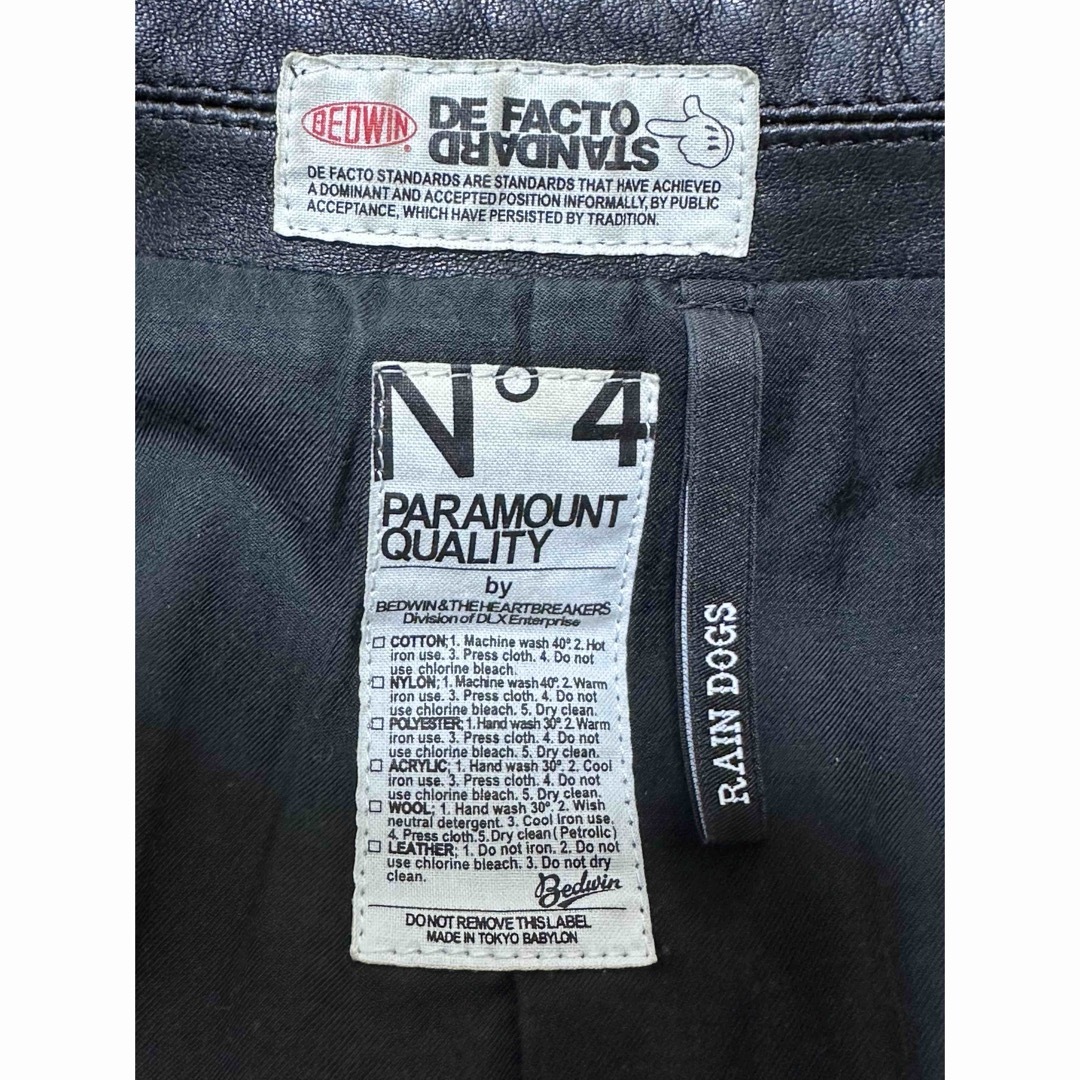 BEDWIN
DE FACTO
STANDARD
DE FACTO STANDARDS ARE STANDARDS THAT HAVE ACHIEVED
A DOMINANT AND ACCEPTED POSITION INFORMALLY, BY PUBLIC
ACCEPTANCE, WHICH HAVE PERSISTED BY TRADITION.
N° 4
PARAMOUNT
QUALITY
by
BEDWIN & THE HEARTBREAKERS
Division of DLX Enterprise
COTTON; 1. Machine wash 40°. 2. Hot
iron use. 3. Press cloth. 4. Do not
use chlorine bleach.
NYLON; 1. Machine wash 40°. 2. Warm
iron use. 3. Press cloth. 4. Do not
use chlorine bleach. 5. Dry clean.
POLYESTER; 1. Hand wash 30°. 2. Warm
iron use. 3. Press cloth. 4. Do not
use chlorine bleach. 5. Dry clean.
ACRYLIC; 1. Hand wash 30°. 2. Cool
iron use. 3. Press cloth. 4. Do not
use chlorine bleach. 5. Dry clean.
WOOL; 1. Hand wash 30°. 2. Wish
neutral detergent. 3. Cool iron use.
4. Press cloth. 5. Dry clean (Petrolic)
LEATHER; 1. Do not iron. 2. Do not
use chlorine bleach. 3. Do not dry
clean.
Bedwin
DO NOT REMOVE THIS LABEL
MADE IN TOKYO BABYLON
RAIN DOGS